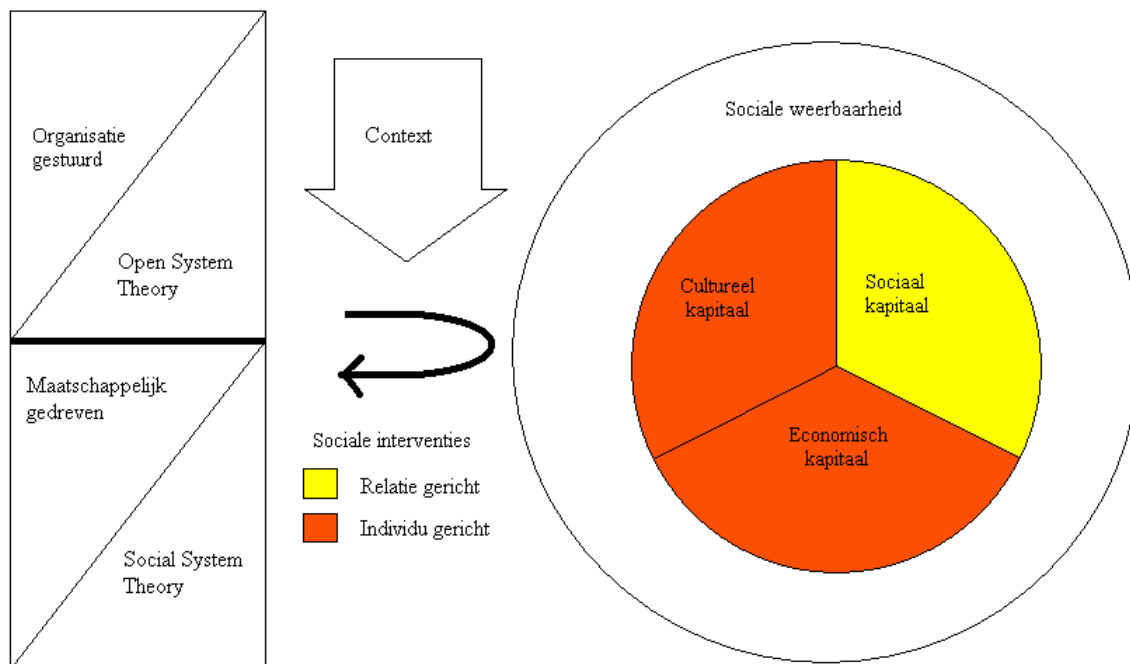 Organisatie
gestuurd
Open System
Theory
Maatschappelijk
gedreven
Social System
Theory
Context
Sociale interventies
Relatie gericht
Individu gericht
Sociale weerbaarheid
Cultureel
kapitaal
Sociaal
kapitaal
Economisch
kapitaal